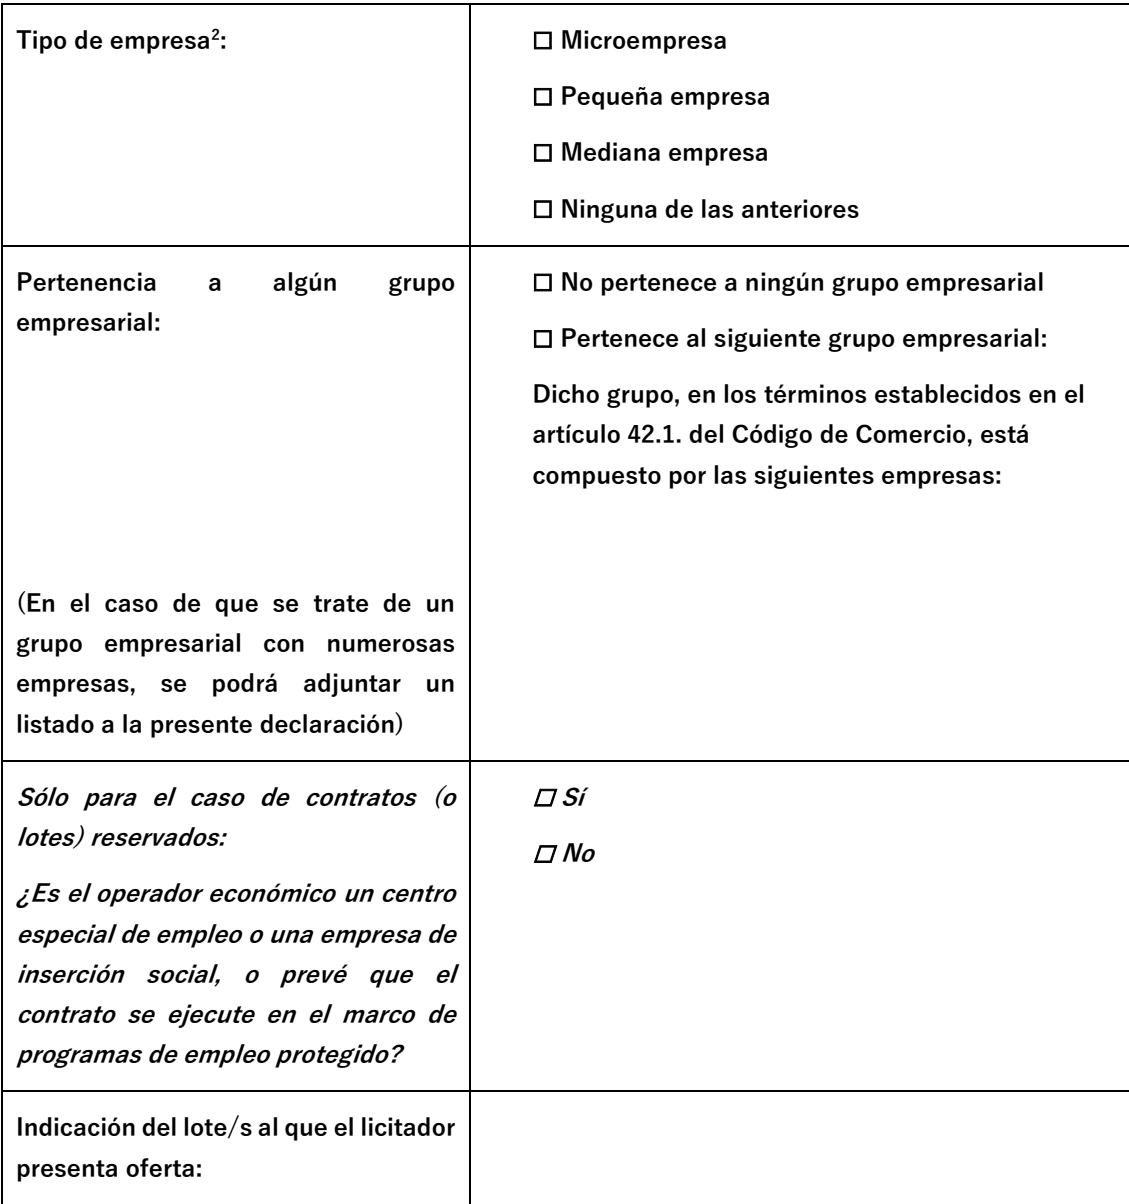 Tipo de empresa²:
☐ Microempresa
☐ Pequeña empresa
☐ Mediana empresa
☐ Ninguna de las anteriores
Pertenencia a algún grupo
empresarial:
(En el caso de que se trate de un
grupo empresarial con numerosas
empresas, se podrá adjuntar un
listado a la presente declaración)
☐ No pertenece a ningún grupo empresarial
☐ Pertenece al siguiente grupo empresarial:
Dicho grupo, en los términos establecidos en el
artículo 42.1. del Código de Comercio, está
compuesto por las siguientes empresas:
Sólo para el caso de contratos (o
lotes) reservados:
¿Es el operador económico un centro
especial de empleo o una empresa de
inserción social, o prevé que el
contrato se ejecute en el marco de
programas de empleo protegido?
☐ Sí
☐ No
Indicación del lote/s al que el licitador
presenta oferta: